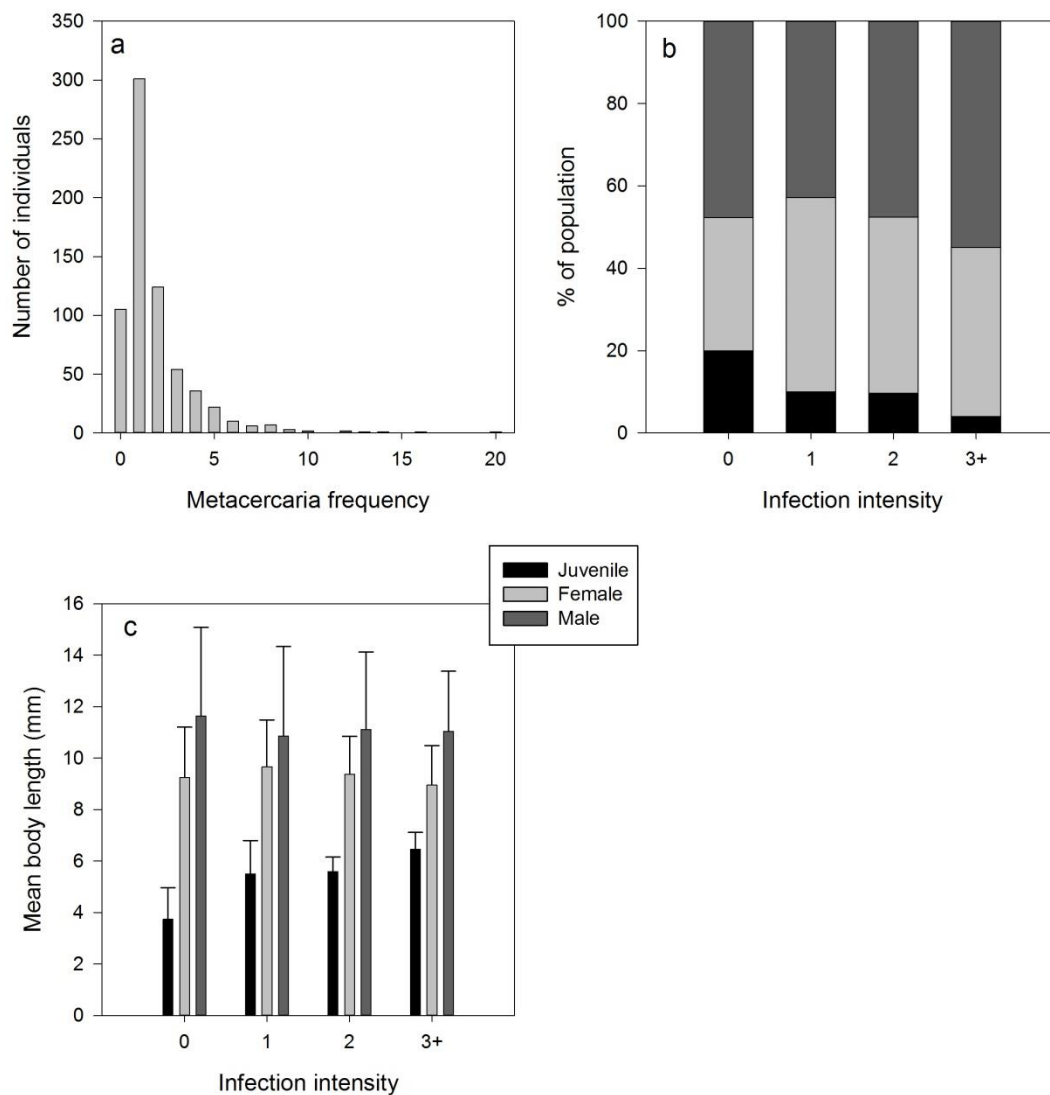 a
350
300
250
200
150
100
50
0
Number of individuals
0 5 10 15 20
Metacercaria frequency
b
100
80
60
40
20
0
% of population
0 1 2 3+
Infection intensity
Juvenile
Female
Male
c
16
14
12
10
8
6
4
2
0
Mean body length (mm)
0 1 2 3+
Infection intensity